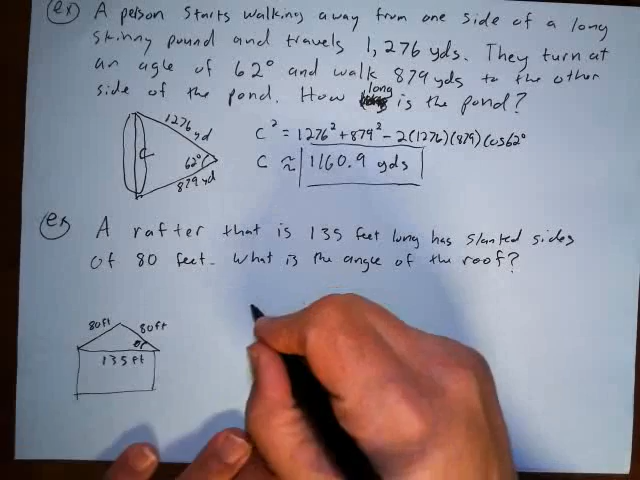 ex) A person starts walking away from one side of a long
skinny pound and travels 1,276 yds. They turn at
an agle of 62° and walk 879 yds to the other
side of the pond. How long is the pond?
1276 yd
c
62°
879 yd
C² = 1276² + 879² - 2(1276)(879)cos62°
C ≈ 1160.9 yds
ex) A rafter that is 135 feet long has slanted sides
of 80 feet. What is the angle of the roof?
80ft 80ft
θ
135 ft